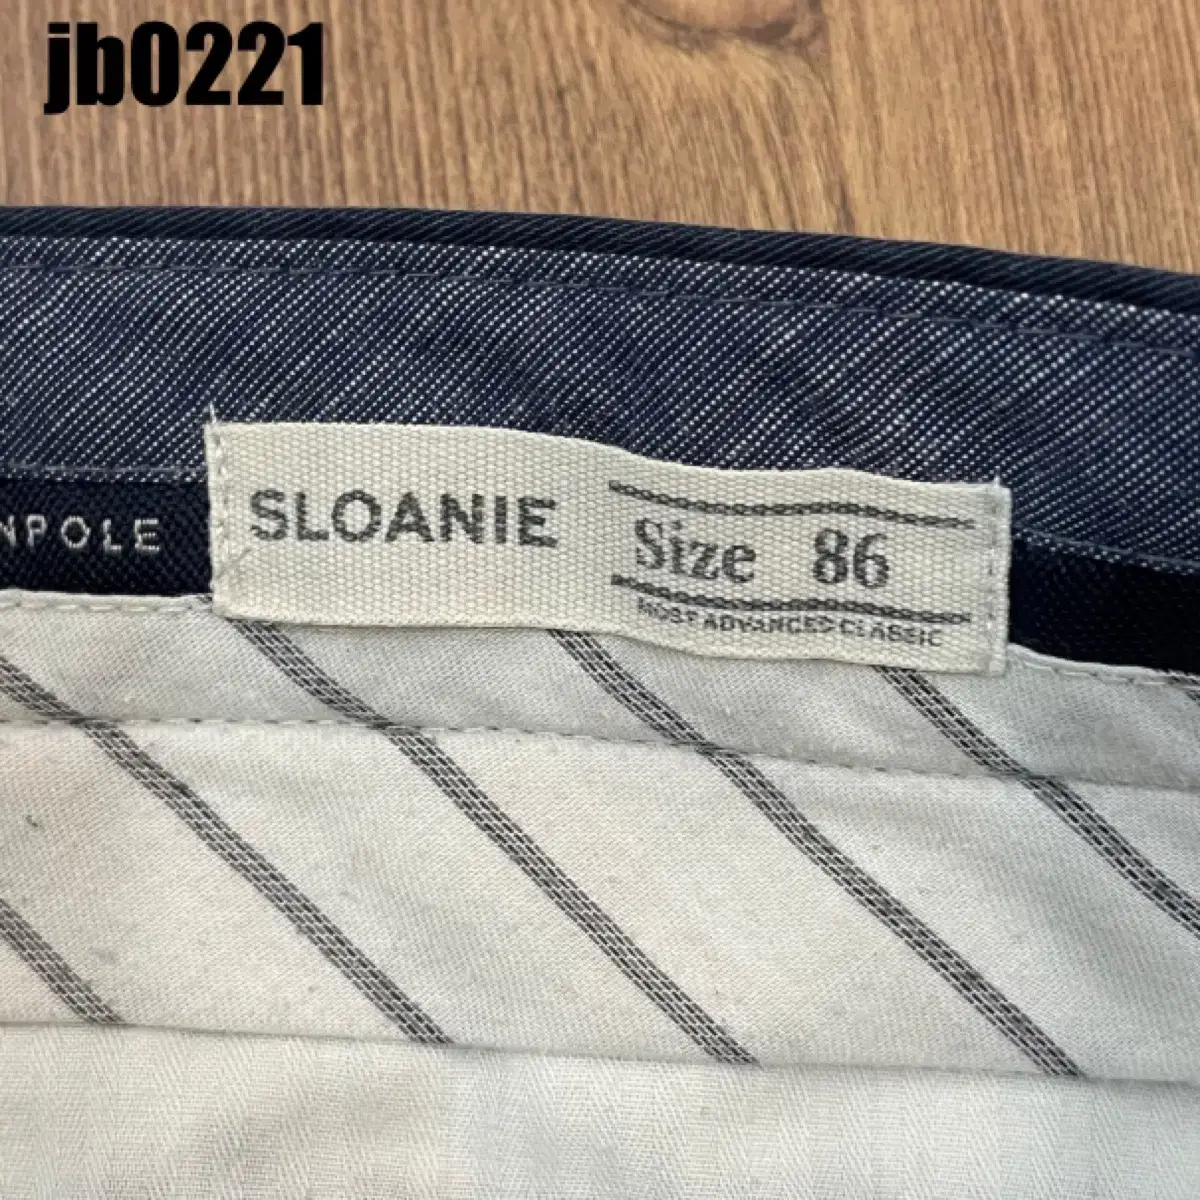 jb0221
NPOLE
SLOANIE
Size 86
MOST ADVANCED CLASSIC